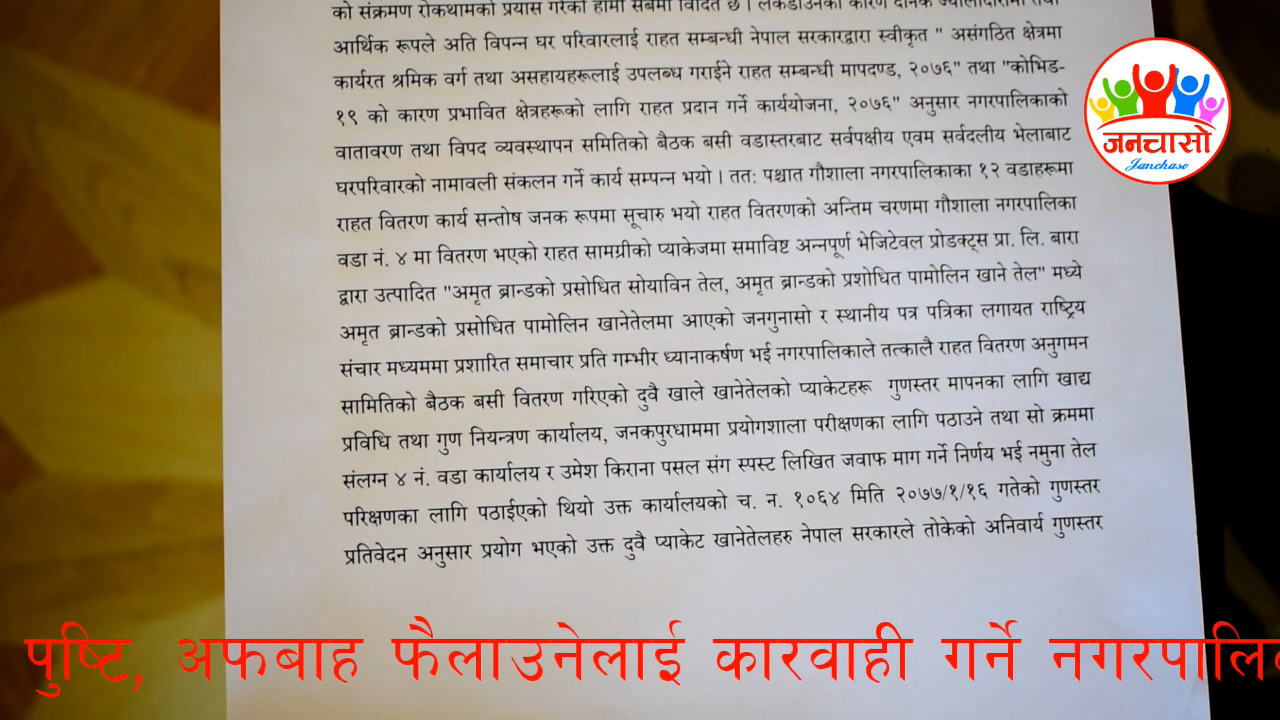 को संक्रमण रोकथामको प्रयास गरेको हामी सबैमा विदितै छ । लकडाउनका कारण दैनिक ज्यालादारीमा तथा
आर्थिक रूपले अति विपन्न घर परिवारलाई राहत सम्बन्धी नेपाल सरकारद्वारा स्वीकृत " असंगठित क्षेत्रमा
कार्यरत श्रमिक वर्ग तथा असहायहरूलाई उपलब्ध गराईने राहत सम्बन्धी मापदण्ड, २०७६" तथा "कोभिड-
१९ को कारण प्रभावित क्षेत्रहरूको लागि राहत प्रदान गर्ने कार्ययोजना, २०७६" अनुसार नगरपालिकाको
वातावरण तथा विपद व्यवस्थापन समितिको बैठक बसी वडास्तरबाट सर्वपक्षीय एवम सर्वदलीय भेलाबाट
घरपरिवारको नामावली संकलन गर्ने कार्य सम्पन्न भयो । तत: पश्चात गौशाला नगरपालिकाका १२ वडाहरूमा
राहत वितरण कार्य सन्तोष जनक रूपमा सूचारु भयो राहत वितरणको अन्तिम चरणमा गौशाला नगरपालिका
वडा नं. ४ मा वितरण भएको राहत सामग्रीको प्याकेजमा समाविष्ट अन्नपूर्ण भेजिटेवल प्रोडक्ट्स प्रा. लि. बारा
द्वारा उत्पादित "अमृत ब्रान्डको प्रसोधित सोयाविन तेल, अमृत ब्रान्डको प्रशोधित पामोलिन खाने तेल" मध्ये
अमृत ब्रान्डको प्रसोधित पामोलिन खानेतेलमा आएको जनगुनासो र स्थानीय पत्र पत्रिका लगायत राष्ट्रिय
संचार मध्यममा प्रशारित समाचार प्रति गम्भीर ध्यानाकर्षण भई नगरपालिकाले तत्कालै राहत वितरण अनुगमन
सामितिको बैठक बसी वितरण गरिएको दुवै खाले खानेतेलको प्याकेटहरू गुणस्तर मापनका लागि खाद्य
प्रविधि तथा गुण नियन्त्रण कार्यालय, जनकपुरधाममा प्रयोगशाला परीक्षणका लागि पठाउने तथा सो क्रममा
संलग्न ४ नं. वडा कार्यालय र उमेश किराना पसल संग स्पस्ट लिखित जवाफ माग गर्ने निर्णय भई नमुना तेल
परिक्षणका लागि पठाईएको थियो उक्त कार्यालयको च. न. १०६४ मिति २०७७/१/१६ गतेको गुणस्तर
प्रतिवेदन अनुसार प्रयोग भएको उक्त दुवै प्याकेट खानेतेलहरु नेपाल सरकारले तोकेको अनिवार्य गुणस्तर
जनचासो
Janchaso
पुष्टि, अफबाह फैलाउनेलाई कारवाही गर्ने नगरपालि